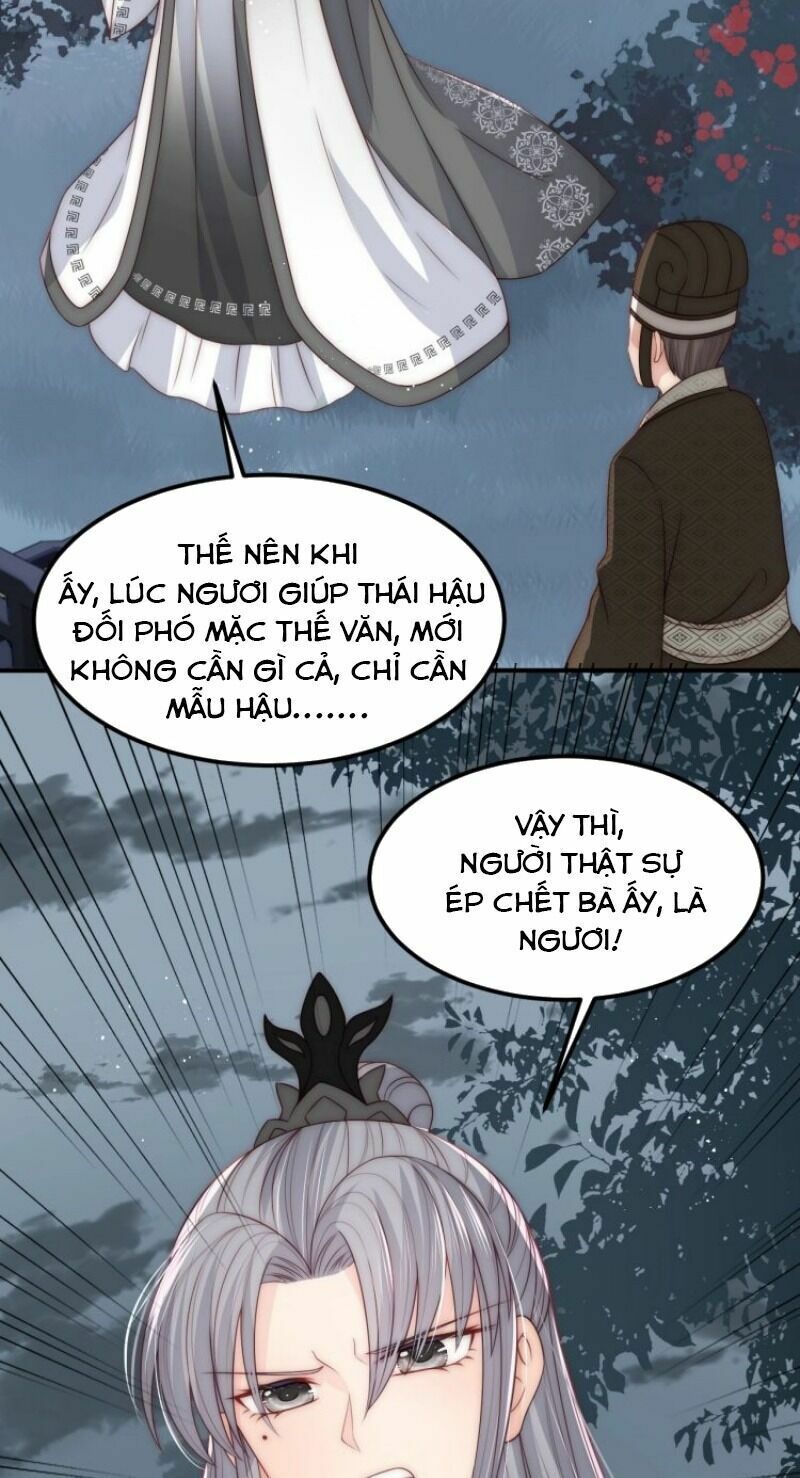 THẾ NÊN KHI
ẤY, LÚC NGƯƠI GIÚP THÁI HẬU
ĐỐI PHÓ MẶC THẾ VĂN, MỚI
KHÔNG CẦN GÌ CẢ, CHỈ CẦN
MẪU HẬU.......
VẬY THÌ,
NGƯỜI THẬT SỰ
ÉP CHẾT BÀ ẤY, LÀ
NGƯƠI!